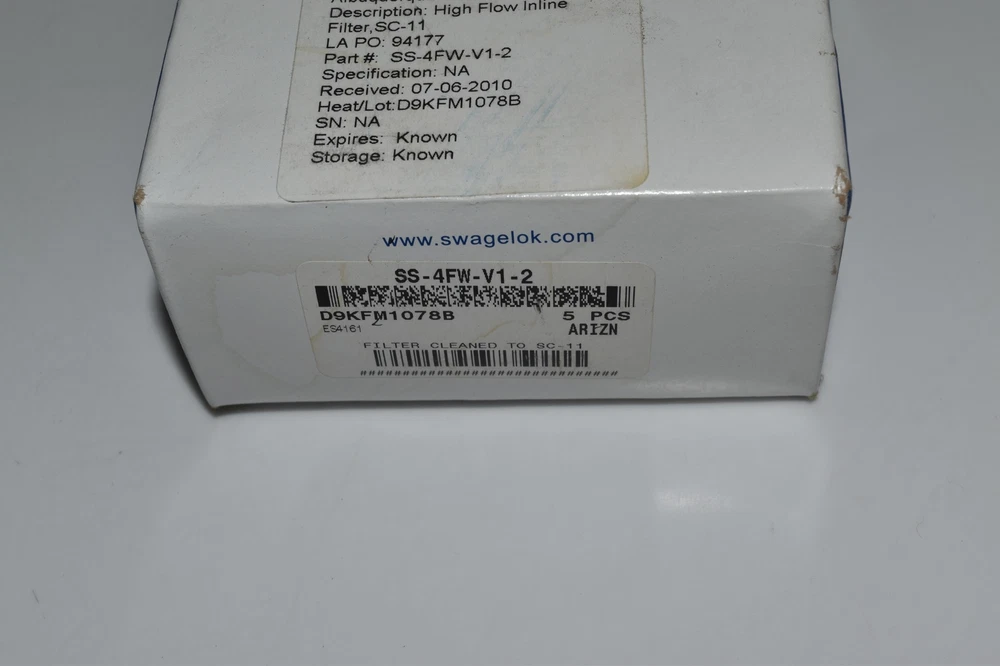 Description: High Flow Inline
Filter,SC-11
LA PO: 94177
Part #: SS-4FW-V1-2
Specification: NA
Received: 07-06-2010
Heat/Lot:D9KFM1078B
SN: NA
Expires: Known
Storage: Known
www.swagelok.com
SS-4FW-V1-2
D9KFM1078B 5 PCS
ES4161 ARIZN
FILTER CLEANED TO SC-11
####################################